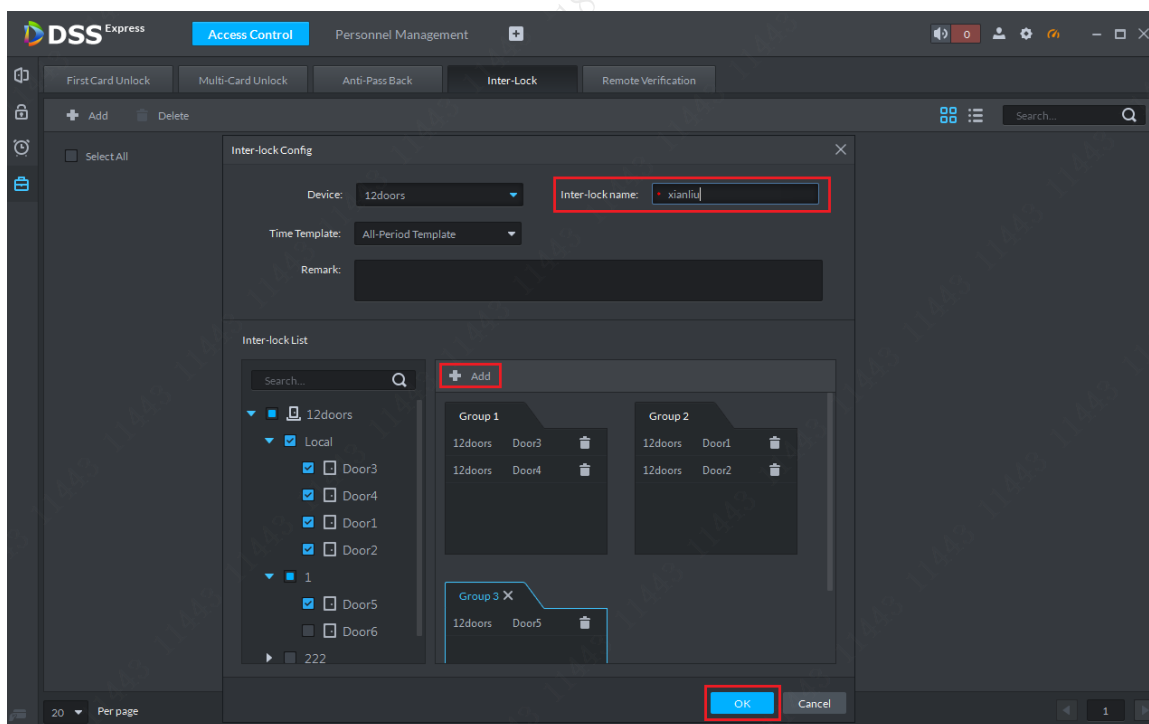 DSS Express Access Control Personnel Management 0
First Card Unlock Multi-Card Unlock Anti-Pass Back Inter-Lock Remote Verification
Add Delete Search...
Select All
Inter-lock Config
Device: 12doors Inter-lock name: * xianliu
Time Template: All-Period Template
Remark:
Inter-lock List
Search... Add
12doors
Local
Door3
Door4
Door1
Door2
1
Door5
Door6
222
Group 1
12doors Door3
12doors Door4
Group 2
12doors Door1
12doors Door2
Group 3
12doors Door5
OK Cancel
20 Per page 1
11443 11443